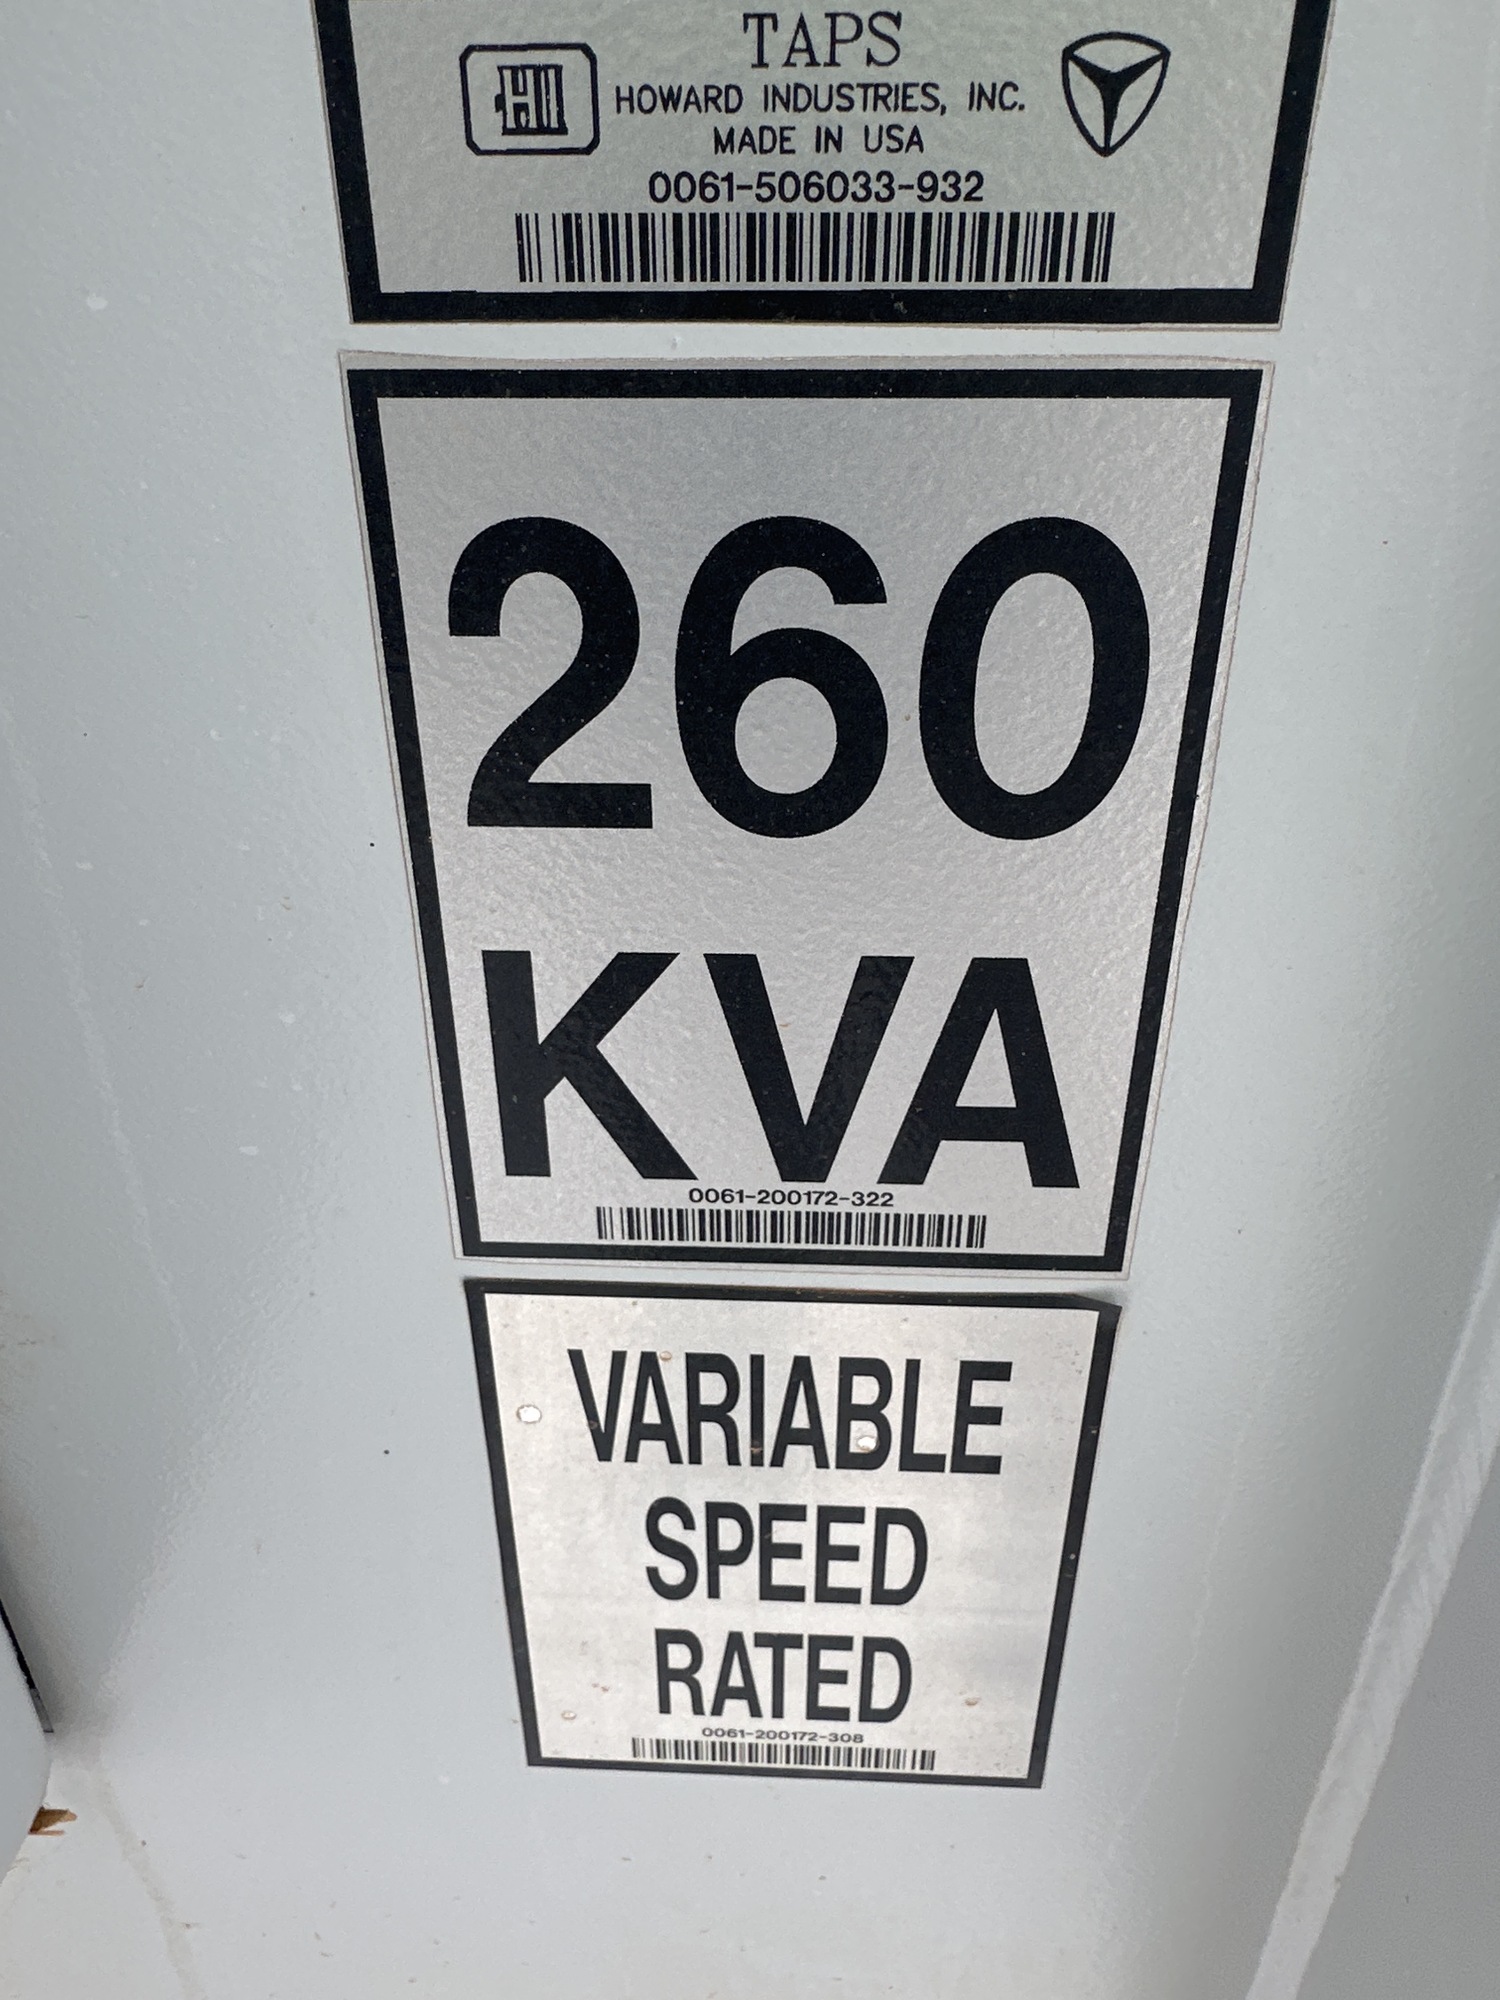 TAPS
HI
HOWARD INDUSTRIES, INC.
MADE IN USA
0061-506033-932
260
KVA
0061-200172-322
VARIABLE
SPEED
RATED
0061-200172-308